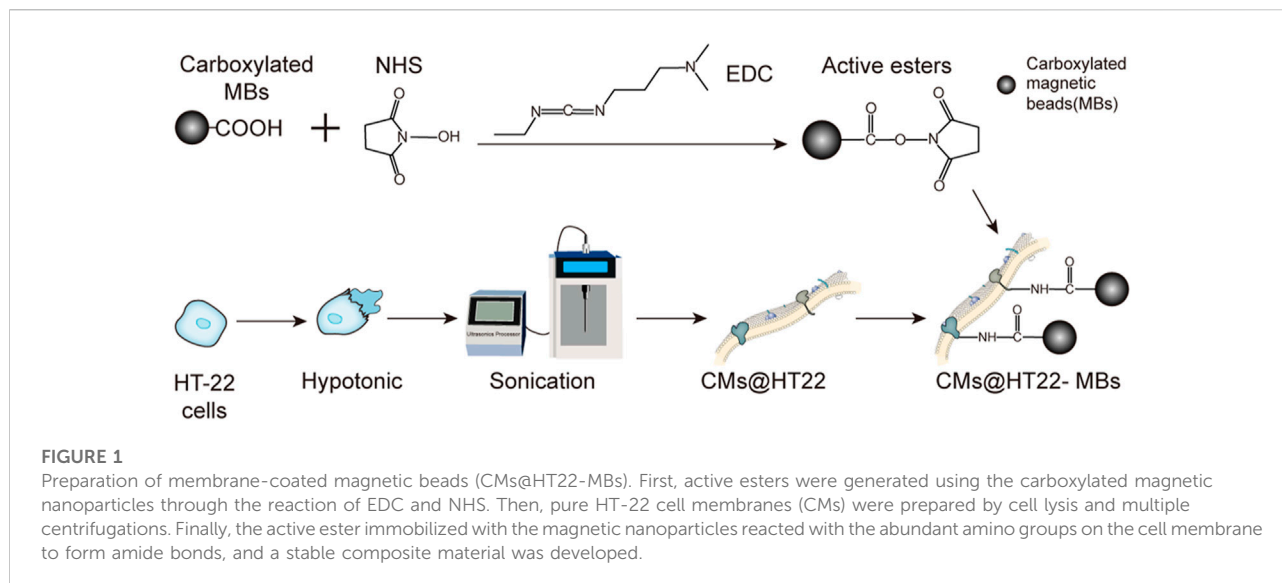 Carboxylated
MBs
COOH
+
NHS
O
N
OH
O
N
C
N
N
EDC
Active esters
O
C
O
N
O
O
Carboxylated
magnetic
beads(MBs)
Ultrasonics Processor
O
NH
C
O
NH
C
HT-22
cells
Hypotonic
Sonication
CMs@HT22
CMs@HT22- MBs
FIGURE 1
Preparation of membrane-coated magnetic beads (CMs@HT22-MBs). First, active esters were generated using the carboxylated magnetic
nanoparticles through the reaction of EDC and NHS. Then, pure HT-22 cell membranes (CMs) were prepared by cell lysis and multiple
centrifugations. Finally, the active ester immobilized with the magnetic nanoparticles reacted with the abundant amino groups on the cell membrane
to form amide bonds, and a stable composite material was developed.